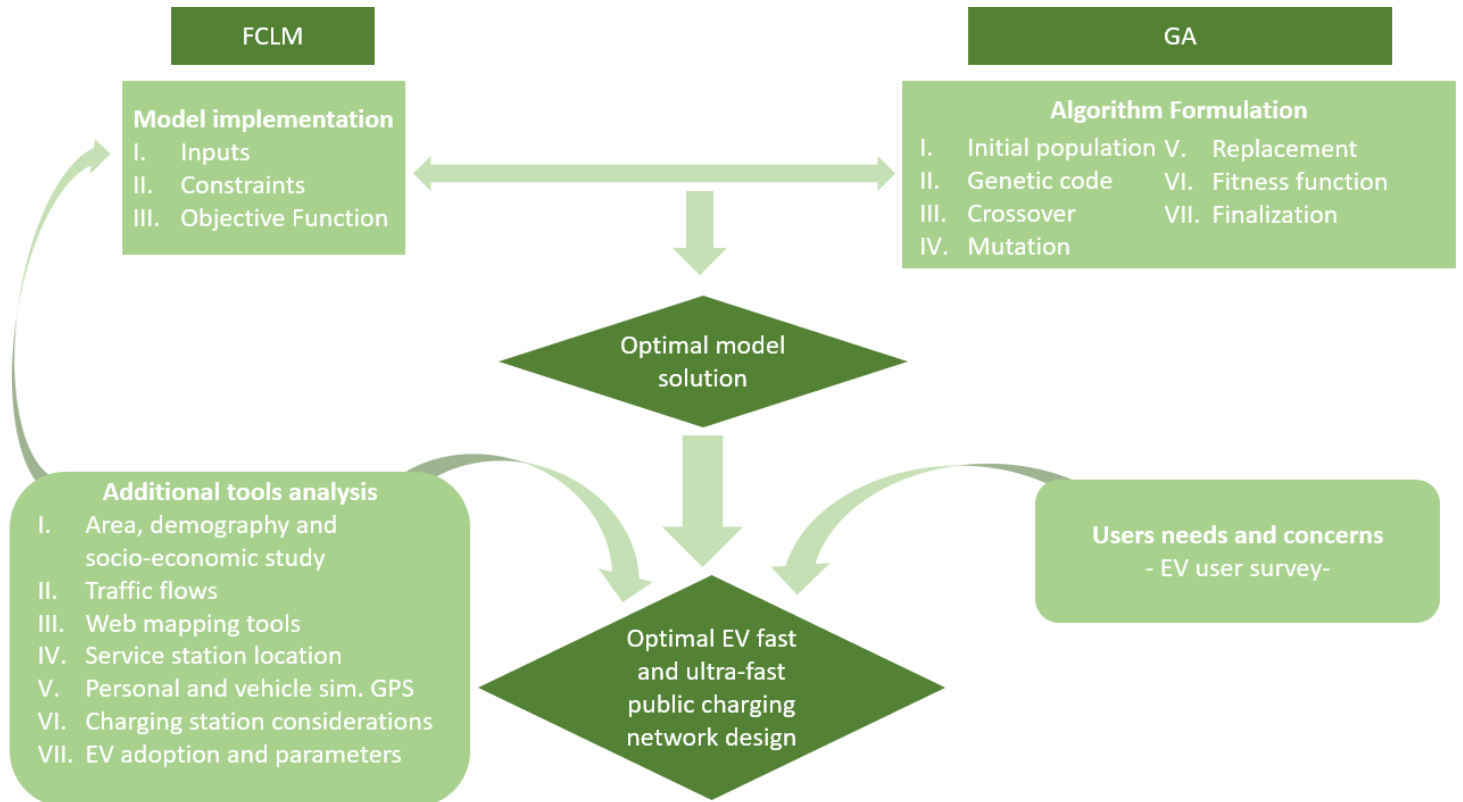 FCLM
GA
Model implementation
I. Inputs
II. Constraints
III. Objective Function
Algorithm Formulation
I. Initial population
II. Genetic code
III. Crossover
IV. Mutation
V. Replacement
VI. Fitness function
VII. Finalization
Optimal model
solution
Additional tools analysis
I. Area, demography and
socio-economic study
II. Traffic flows
III. Web mapping tools
IV. Service station location
V. Personal and vehicle sim. GPS
VI. Charging station considerations
VII. EV adoption and parameters
Users needs and concerns
- EV user survey-
Optimal EV fast
and ultra-fast
public charging
network design